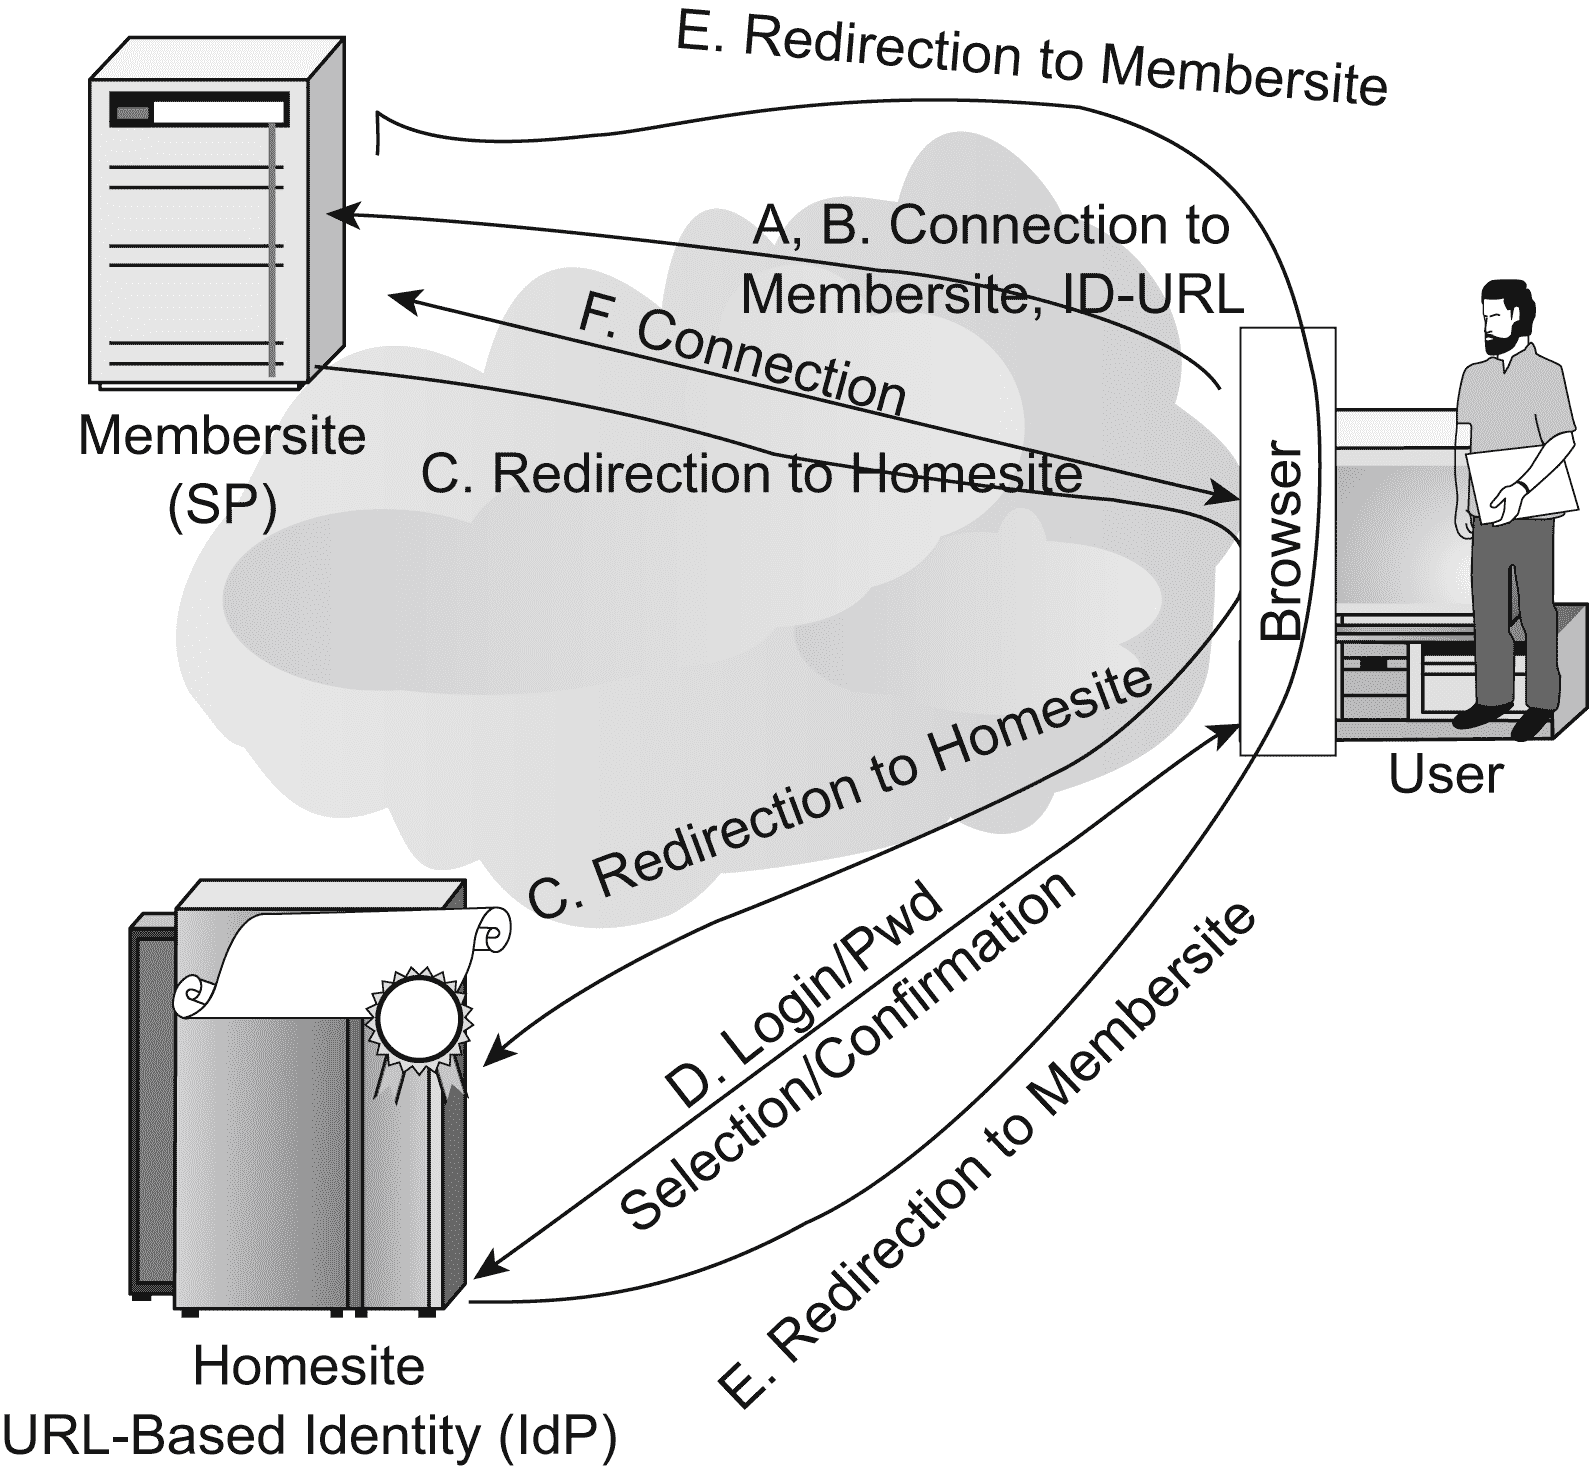 E. Redirection to Membersite
A, B. Connection to
Membersite, ID-URL
F. Connection
Membersite
(SP)
C. Redirection to Homesite
Browser
User
C. Redirection to Homesite
D. Login/Pwd
Selection/Confirmation
E. Redirection to Membersite
Homesite
URL-Based Identity (IdP)